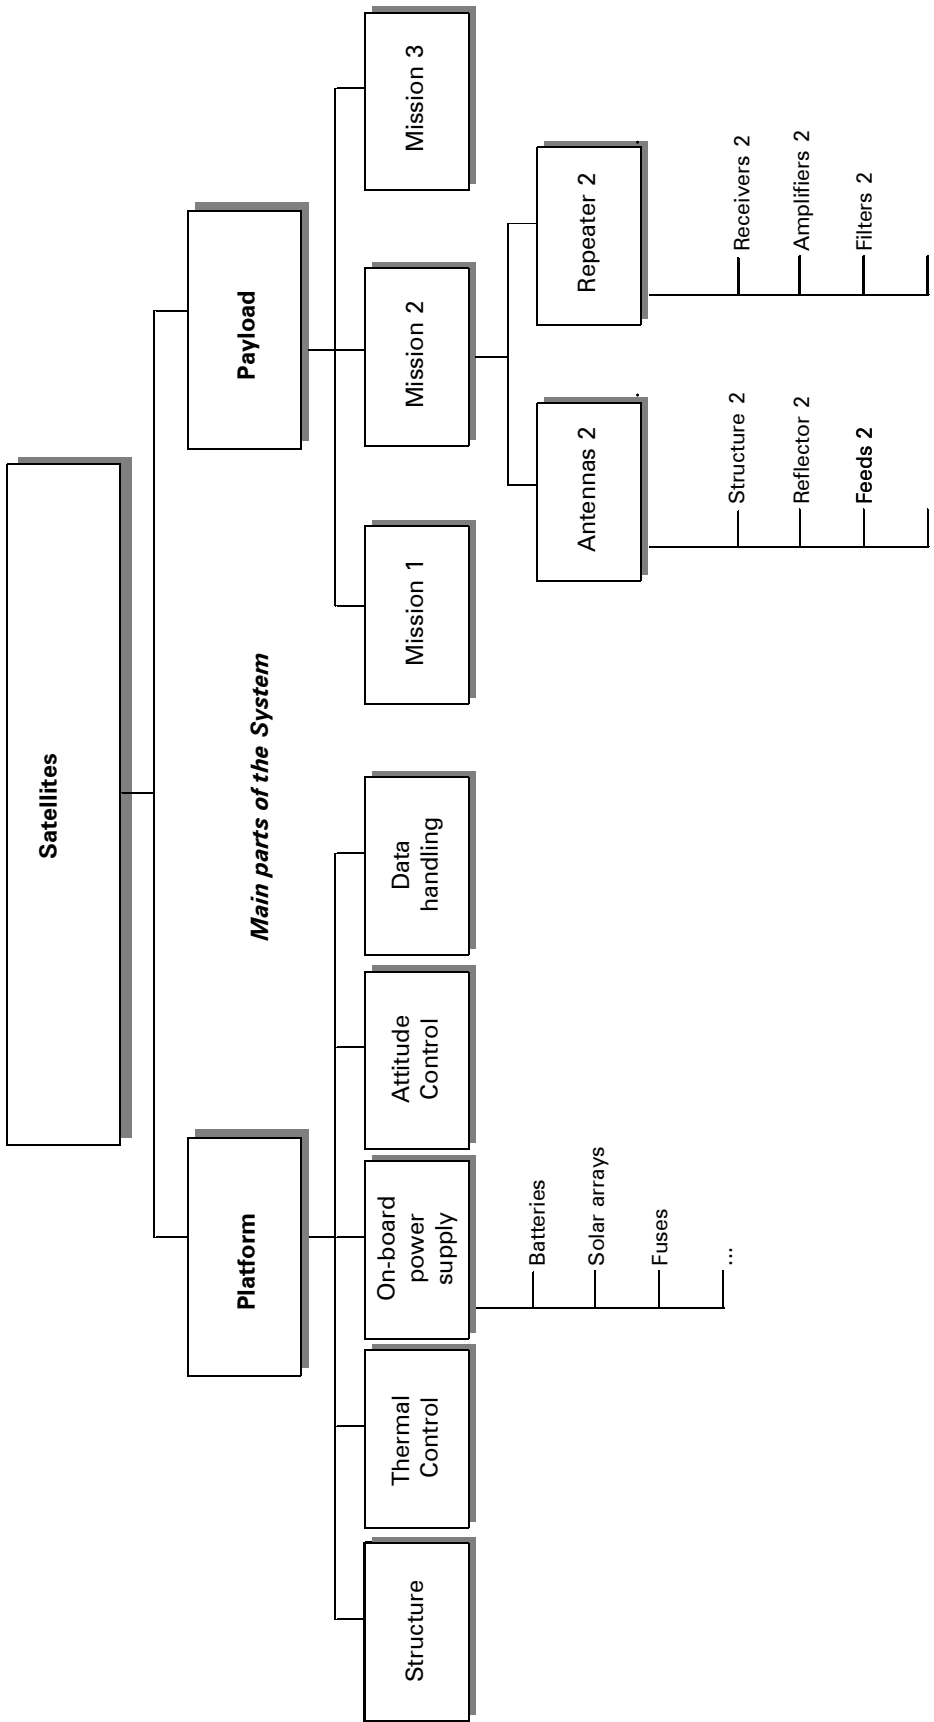 Satellites
Main parts of the System
Platform
Payload
Structure
Thermal
Control
On-board
power
supply
Attitude
Control
Data
handling
Mission 1
Mission 2
Mission 3
Batteries
Solar arrays
Fuses
...
Antennas 2
Repeater 2
Structure 2
Reflector 2
Feeds 2
Receivers 2
Amplifiers 2
Filters 2